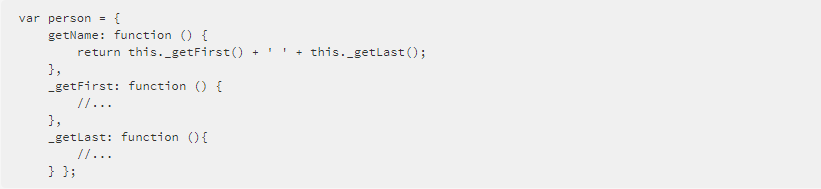 var person = {
    getName: function () {
        return this._getFirst() + ' ' + this._getLast();
    },
    _getFirst: function () {
        //...
    },
    _getLast: function (){
        //...
    } };